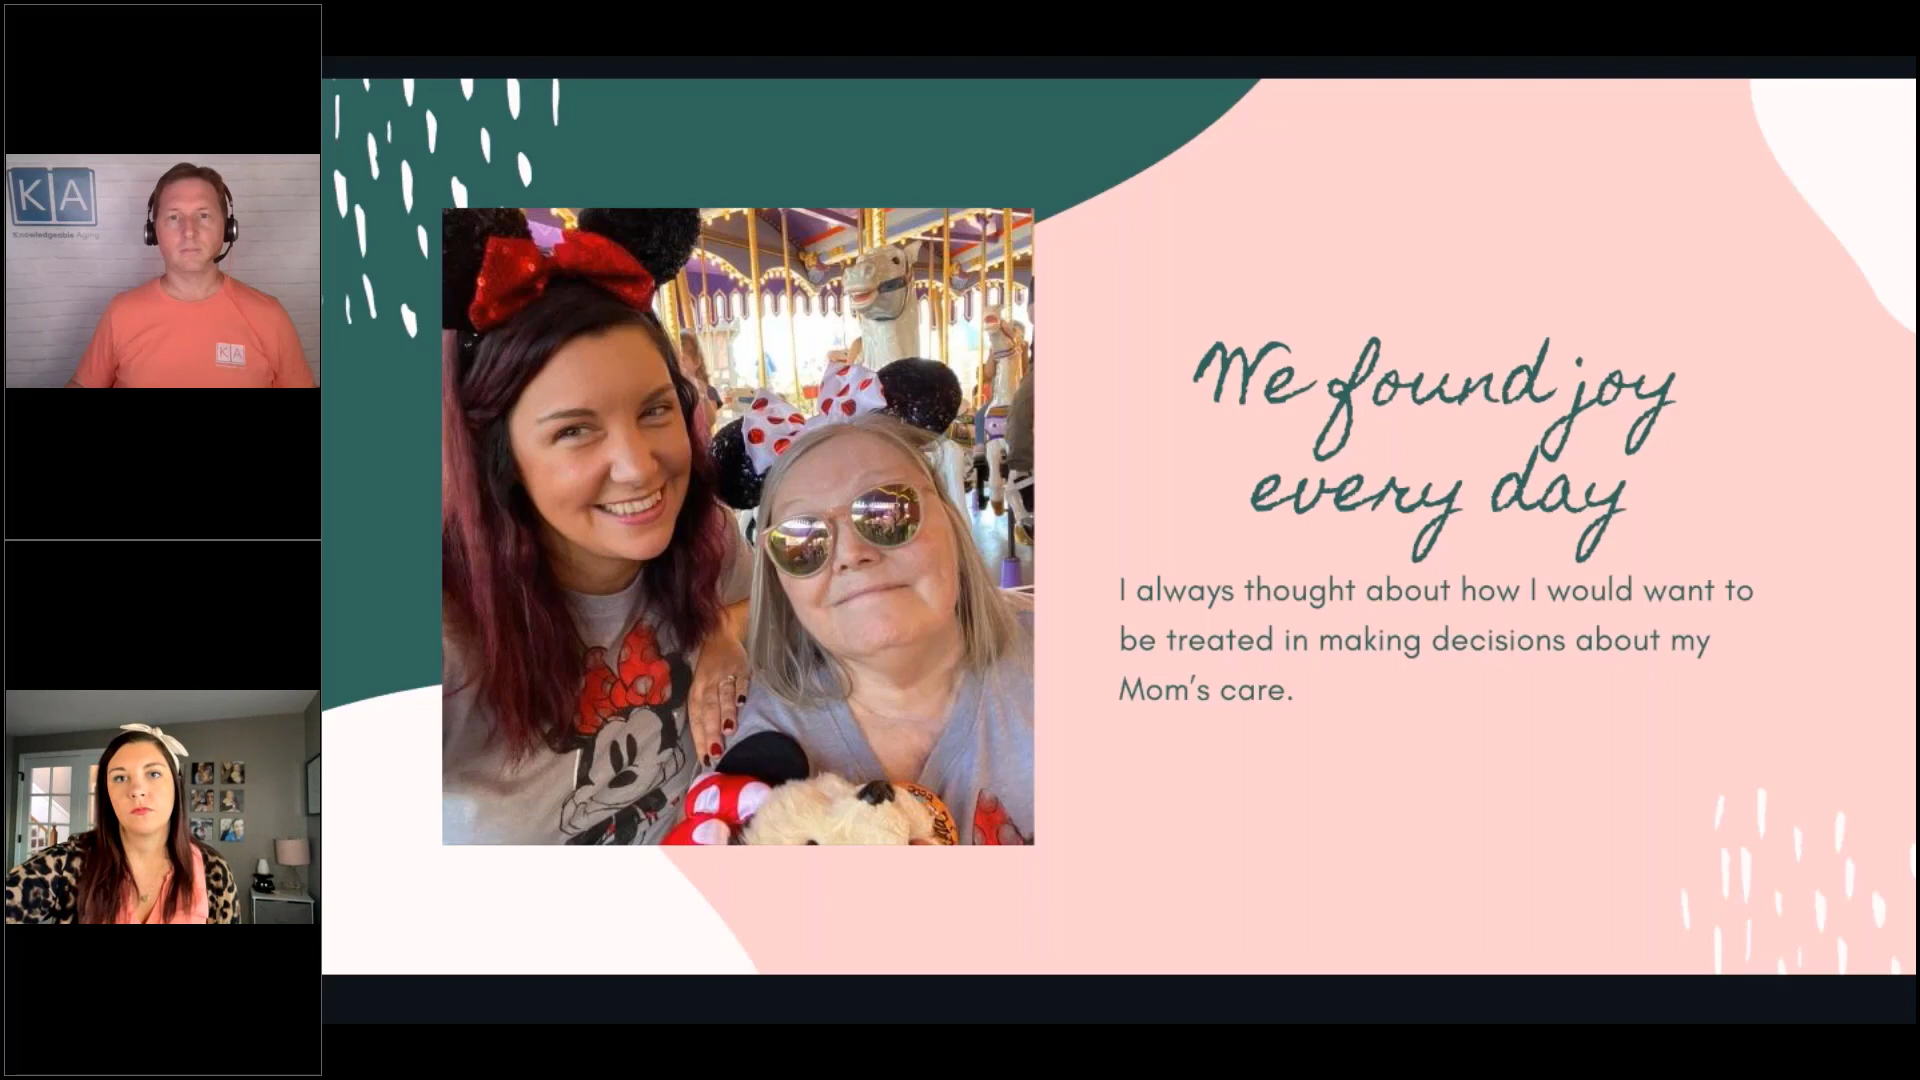 KA
Knowledgeable Aging
KA
We found joy
every day
I always thought about how I would want to
be treated in making decisions about my
Mom's care.